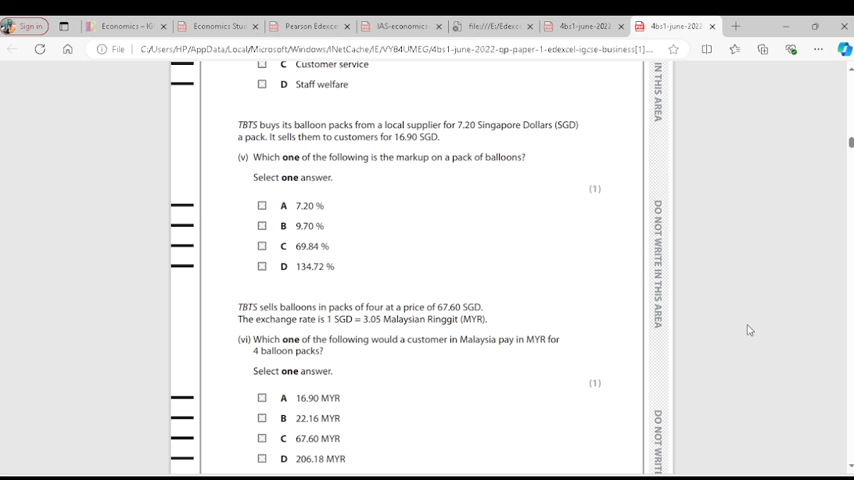 Sign in
Economics – Ki
Economics Stud
Pearson Edexcel
IAS-economics
file:///E:/Edexcel
4bs1-june-2022-
4bs1-june-2022-
File
C:/Users/HP/AppData/Local/Microsoft/Windows/INetCache/IE/VY84UMEG/4bs1-june-2022-qp-paper-1-edexcel-igcse-business[1]....
C Customer service
D Staff welfare
TBTS buys its balloon packs from a local supplier for 7.20 Singapore Dollars (SGD)
a pack. It sells them to customers for 16.90 SGD.
(v) Which one of the following is the markup on a pack of balloons?
Select one answer.
(1)
A 7.20 %
B 9.70 %
C 69.84 %
D 134.72 %
TBTS sells balloons in packs of four at a price of 67.60 SGD.
The exchange rate is 1 SGD = 3.05 Malaysian Ringgit (MYR).
(vi) Which one of the following would a customer in Malaysia pay in MYR for
4 balloon packs?
Select one answer.
(1)
A 16.90 MYR
B 22.16 MYR
C 67.60 MYR
D 206.18 MYR
IN THIS AREA
DO NOT WRITE IN THIS AREA
DO NOT WRIT